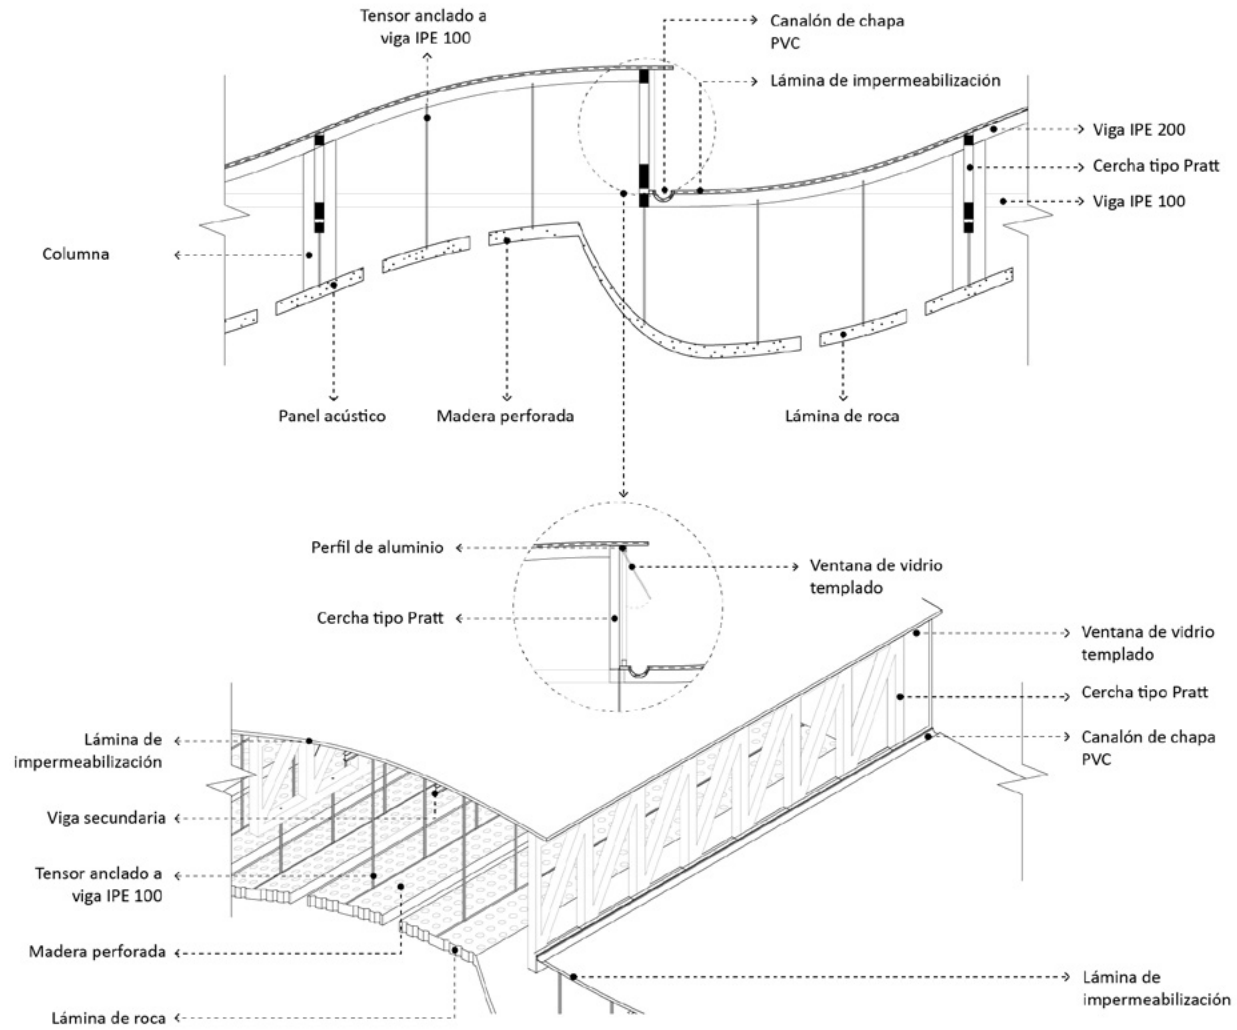 Tensor anclado a
viga IPE 100
Canalón de chapa
PVC
Lámina de impermeabilización
Viga IPE 200
Cercha tipo Pratt
Viga IPE 100
Columna
Panel acústico
Madera perforada
Lámina de roca
Perfil de aluminio
Ventana de vidrio
templado
Cercha tipo Pratt
Ventana de vidrio
templado
Cercha tipo Pratt
Canalón de chapa
PVC
Lámina de
impermeabilización
Viga secundaria
Tensor anclado a
viga IPE 100
Madera perforada
Lámina de roca
Lámina de
impermeabilización